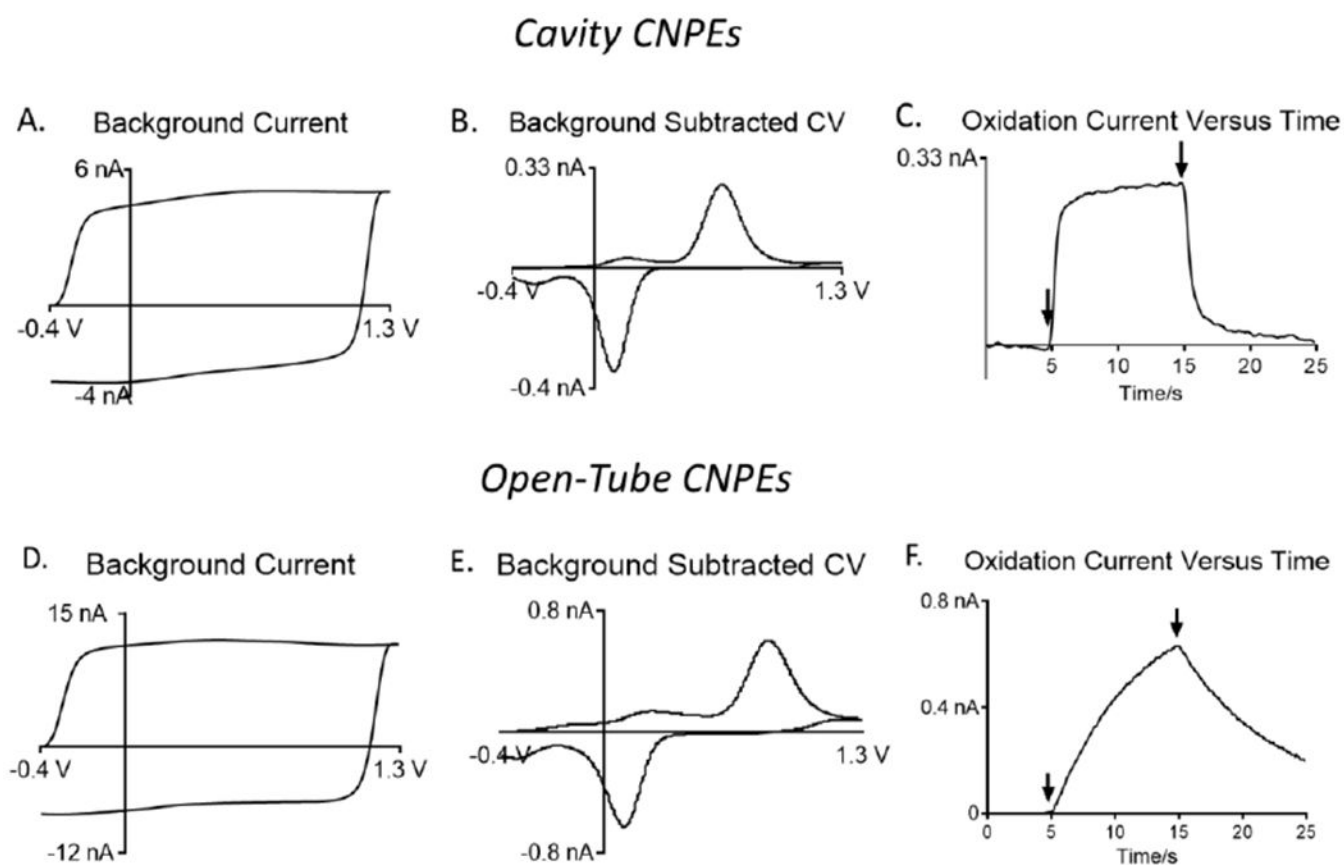 Cavity CNPEs
A. Background Current
6 nA
-0.4 V
1.3 V
-4 nA
B. Background Subtracted CV
0.33 nA
-0.4 V
1.3 V
-0.4 nA
C. Oxidation Current Versus Time
0.33 nA
5 10 15 20 25
Time/s
Open-Tube CNPEs
D. Background Current
15 nA
-0.4 V
1.3 V
-12 nA
E. Background Subtracted CV
0.8 nA
-0.4 V
1.3 V
-0.8 nA
F. Oxidation Current Versus Time
0.8 nA
0.4 nA
0
0 5 10 15 20 25
Time/s